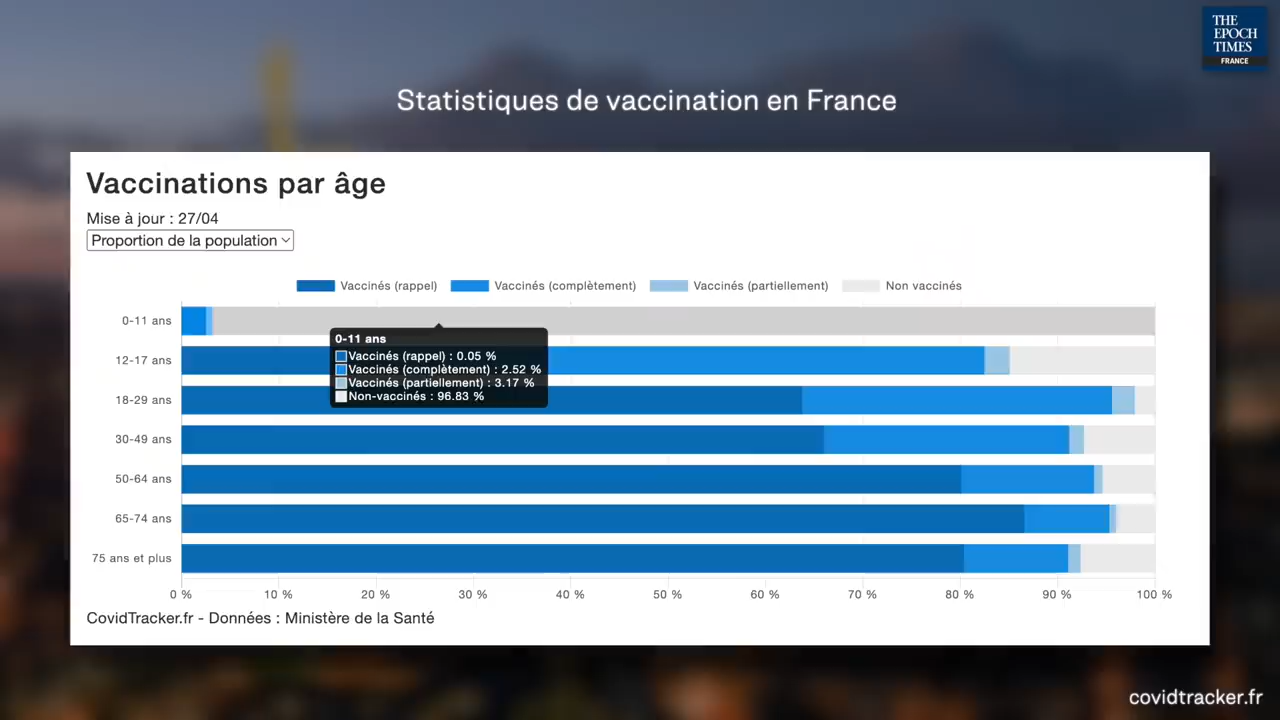 THE
EPOCH
TIMES
FRANCE
Statistiques de vaccination en France
Vaccinations par âge
Mise à jour : 27/04
Proportion de la population
Vaccinés (rappel) Vaccinés (complètement) Vaccinés (partiellement) Non vaccinés
0-11 ans
0-11 ans
Vaccinés (rappel) : 0.05 %
Vaccinés (complètement) : 2.52 %
Vaccinés (partiellement) : 3.17 %
Non-vaccinés : 96.83 %
12-17 ans
18-29 ans
30-49 ans
50-64 ans
65-74 ans
75 ans et plus
0 % 10 % 20 % 30 % 40 % 50 % 60 % 70 % 80 % 90 % 100 %
CovidTracker.fr - Données : Ministère de la Santé
covidtracker.fr